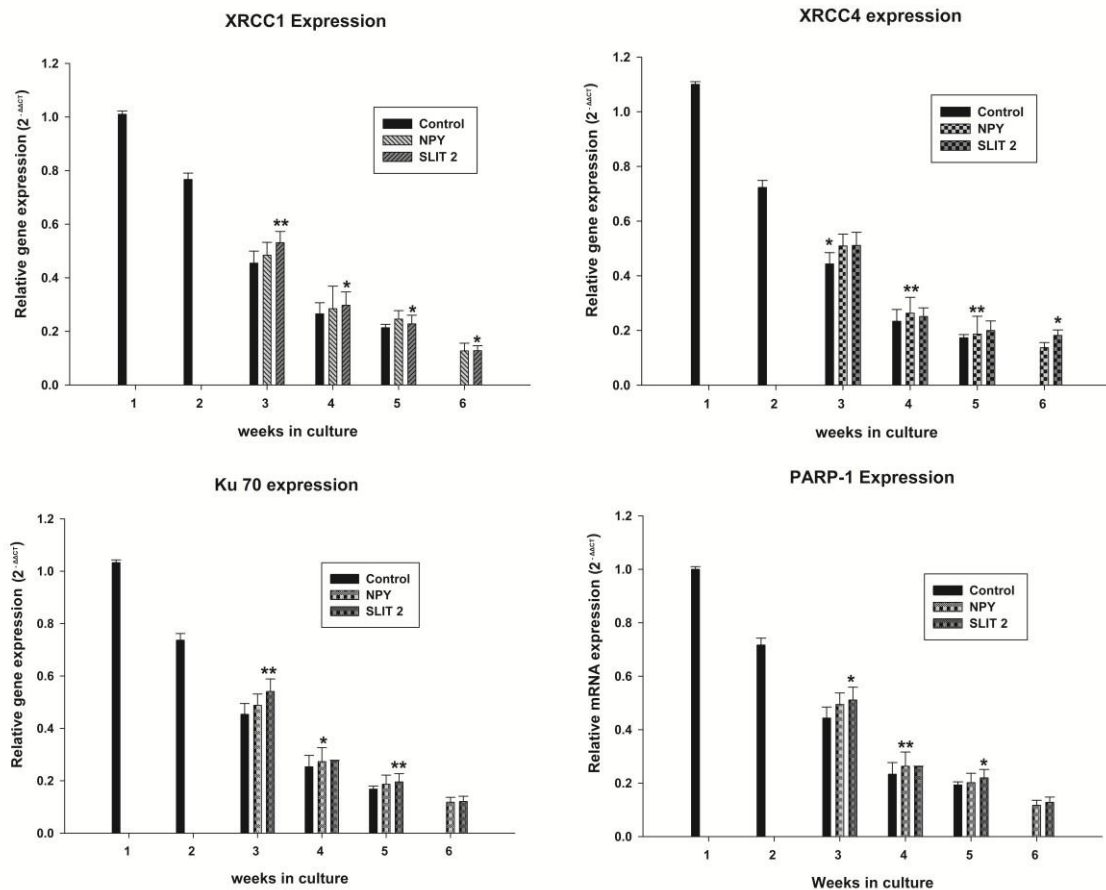 XRCC1 Expression
Relative gene expression (2^-ΔΔCT)
1.2
1.0
0.8
0.6
0.4
0.2
0.0
Control
NPY
SLIT 2
**
*
*
*
1 2 3 4 5 6
weeks in culture
XRCC4 expression
Relative gene expression (2^-ΔΔCT)
1.2
1.0
0.8
0.6
0.4
0.2
0.0
Control
NPY
SLIT 2
*
**
**
*
1 2 3 4 5 6
weeks in culture
Ku 70 expression
Relative gene expression (2^-ΔΔCT)
1.2
1.0
0.8
0.6
0.4
0.2
0.0
Control
NPY
SLIT 2
**
*
**
1 2 3 4 5 6
weeks in culture
PARP-1 Expression
Relative mRNA expression (2^-ΔΔCT)
1.2
1.0
0.8
0.6
0.4
0.2
0.0
Control
NPY
SLIT 2
*
**
*
1 2 3 4 5 6
Weeks in culture